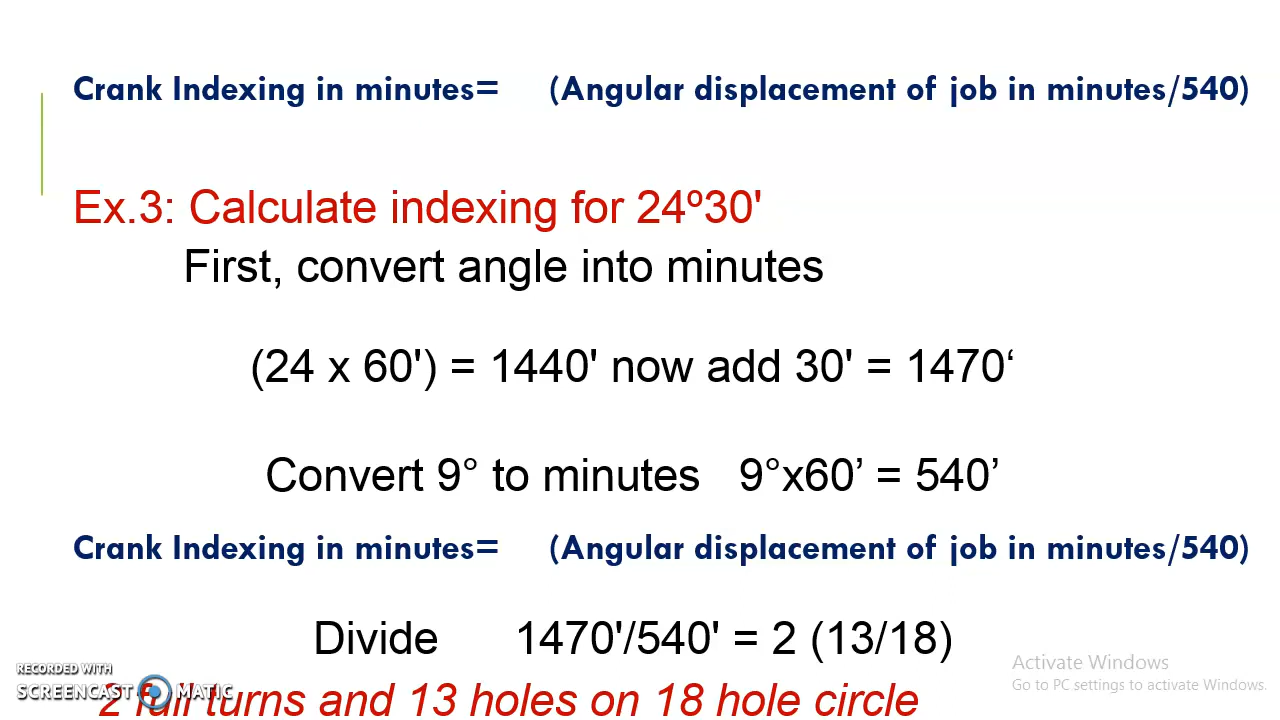 Crank Indexing in minutes= (Angular displacement of job in minutes/540)
Ex.3: Calculate indexing for 24º30'
First, convert angle into minutes
(24 x 60') = 1440' now add 30' = 1470‘
Convert 9° to minutes 9°x60’ = 540’
Crank Indexing in minutes= (Angular displacement of job in minutes/540)
Divide 1470'/540' = 2 (13/18)
2 full turns and 13 holes on 18 hole circle
Activate Windows
Go to PC settings to activate Windows.
RECORDED WITH
SCREENCAST MATIC